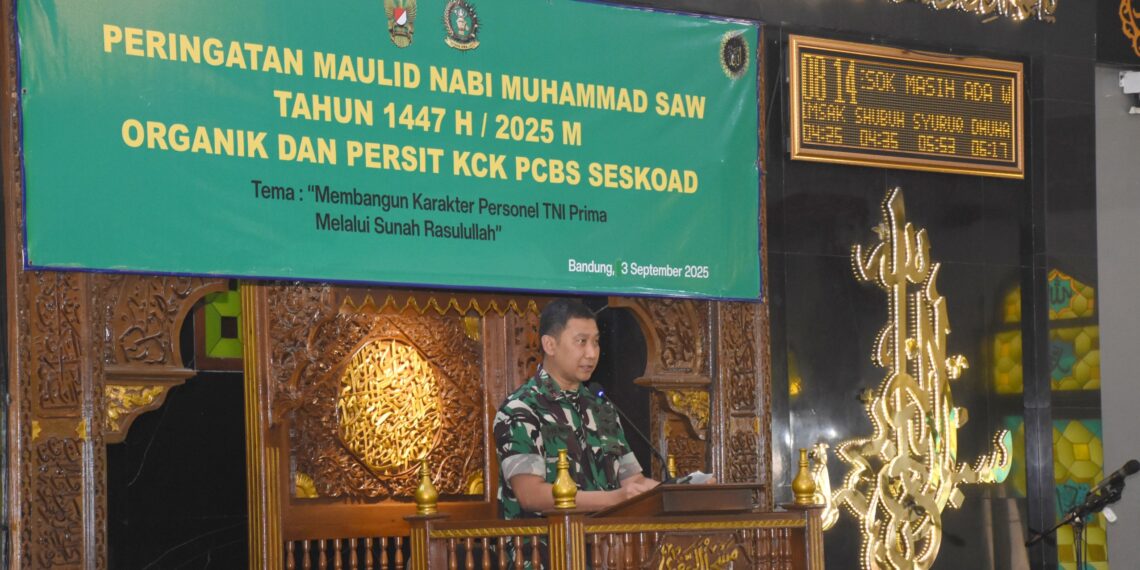 PERINGATAN MAULID NABI MUHAMMAD SAW
TAHUN 1447 H / 2025 M
ORGANIK DAN PERSIT KCK PCBS SESKOAD
Tema : "Membangun Karakter Personel TNI Prima
Melalui Sunah Rasulullah"
Bandung, 3 September 2025
08 14 :SOK MASIH ADA W
IMSAK SHUBUH SYURUQ DHUHA
04:25 04:35 05:53 06:17